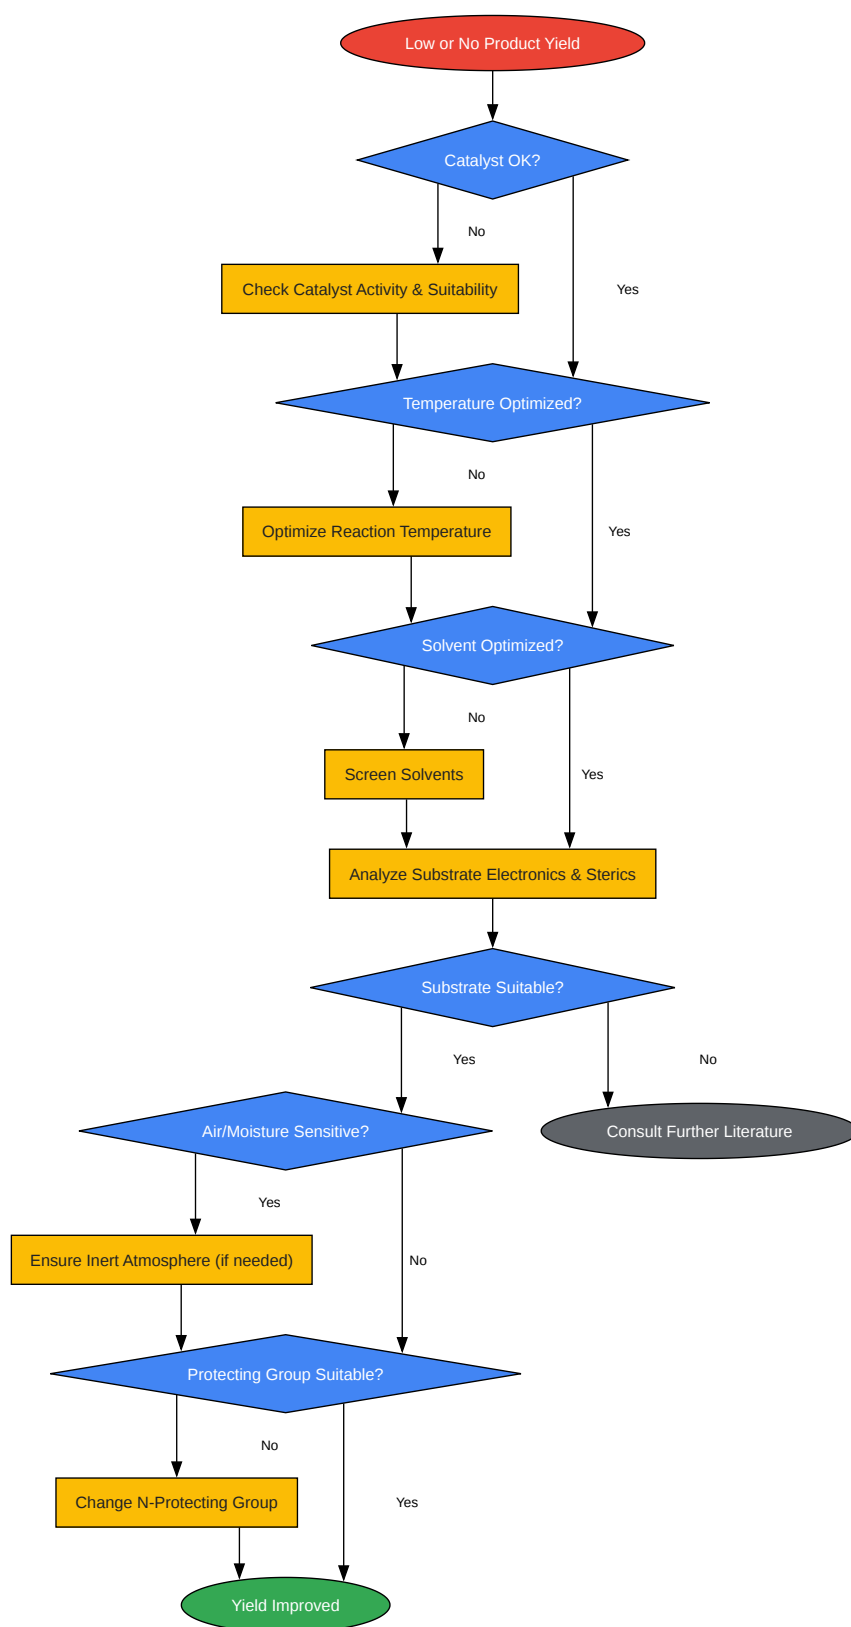 Low or No Product Yield
Catalyst OK?
No
Check Catalyst Activity & Suitability
Yes
Temperature Optimized?
No
Optimize Reaction Temperature
Yes
Solvent Optimized?
No
Screen Solvents
Yes
Analyze Substrate Electronics & Sterics
Substrate Suitable?
Yes
No
Air/Moisture Sensitive?
Consult Further Literature
Yes
Ensure Inert Atmosphere (if needed)
No
Protecting Group Suitable?
No
Change N-Protecting Group
Yes
Yield Improved